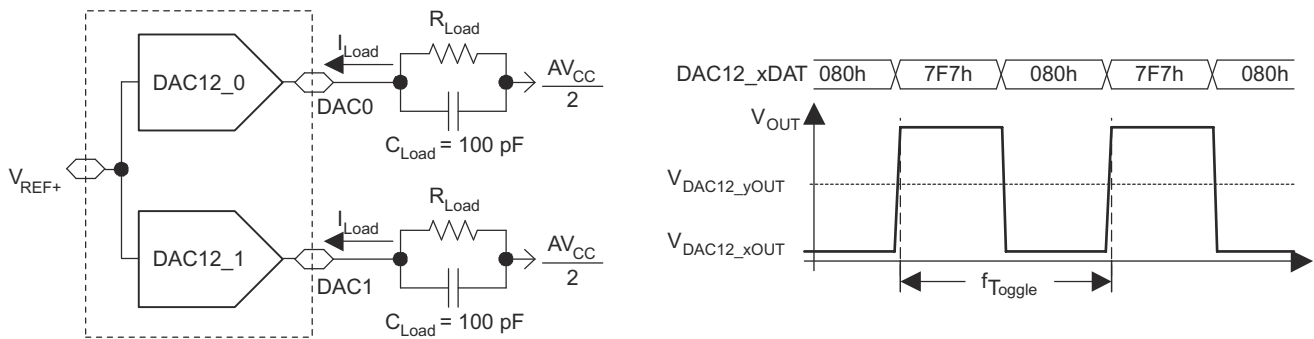 R_Load
I_Load
DAC12_0
DAC0
AV_CC
2
C_Load = 100 pF
V_REF+
R_Load
I_Load
DAC12_1
DAC1
AV_CC
2
C_Load = 100 pF
DAC12_xDAT 080h 7F7h 080h 7F7h 080h
V_OUT
V_DAC12_yOUT
V_DAC12_xOUT
f_Toggle